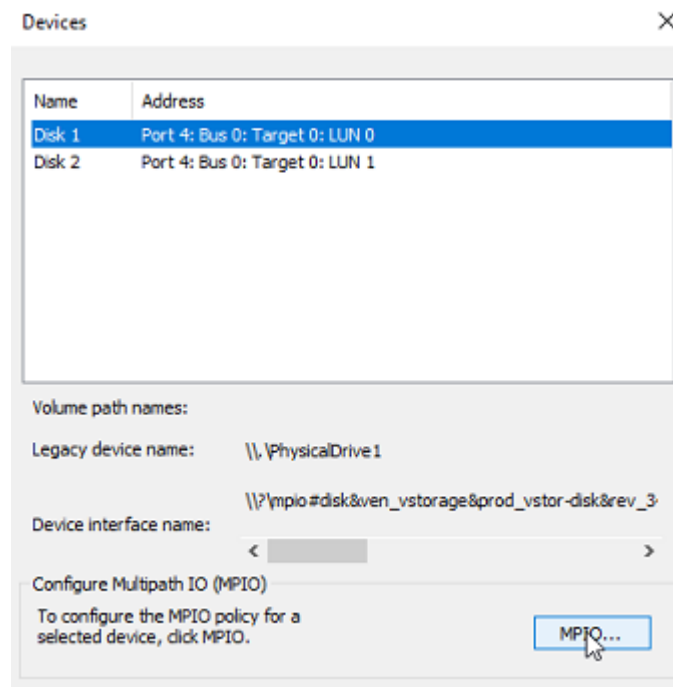 Devices
Name Address
Disk 1 Port 4: Bus 0: Target 0: LUN 0
Disk 2 Port 4: Bus 0: Target 0: LUN 1
Volume path names:
Legacy device name: \\.\PhysicalDrive1
\\?\mpio#disk&ven_vstorage&prod_vstor-disk&rev_3
Device interface name:
Configure Multipath IO (MPIO)
To configure the MPIO policy for a
selected device, click MPIO.
MPIO...